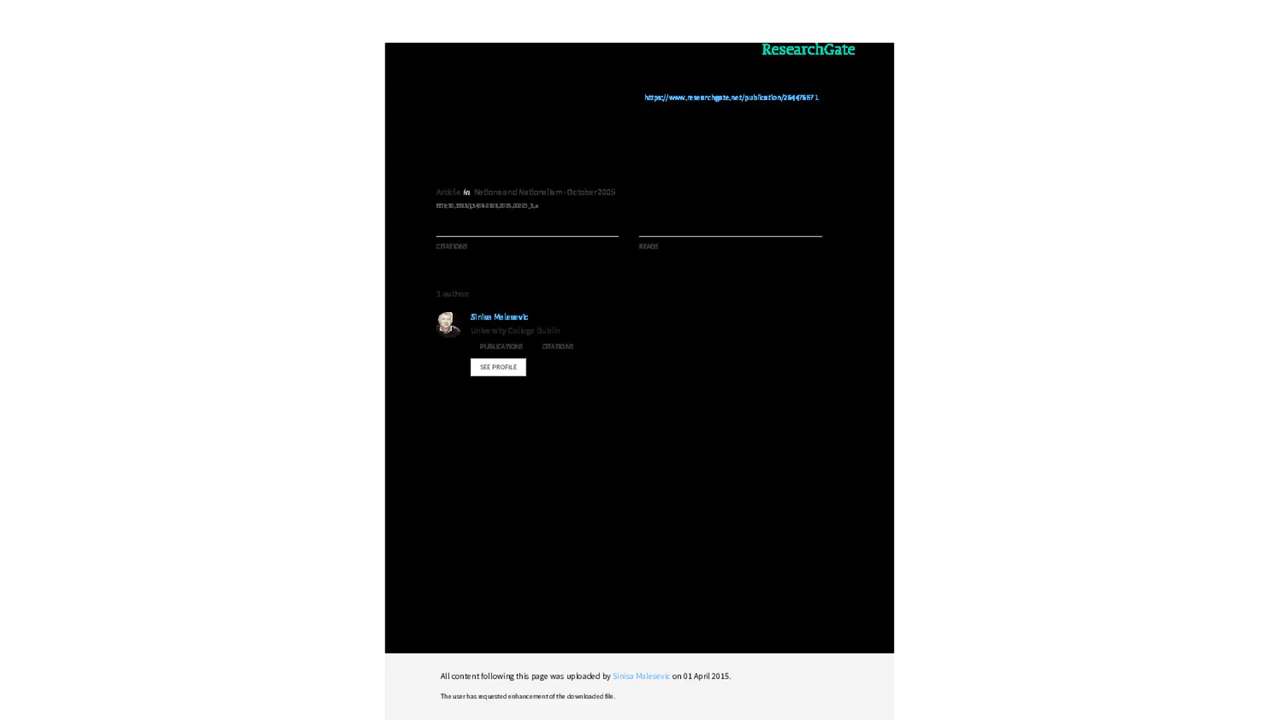 ResearchGate
Article in Nations and Nationalism · October 2005
CITATIONS
READS
1 author:
Sinisa Malesevic
University College Dublin
PUBLICATIONS CITATIONS
SEE PROFILE
All content following this page was uploaded by Sinisa Malesevic on 01 April 2015.
The user has requested enhancement of the downloaded file.